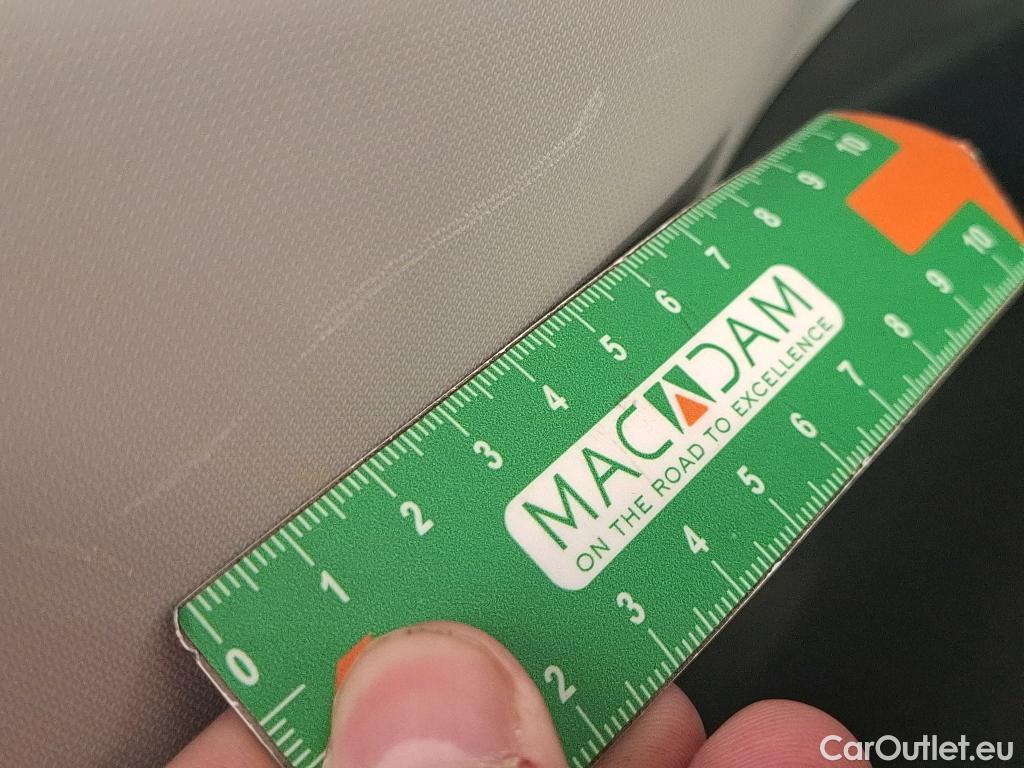 0 1 2 3 4 5 6 7 8 9 10
MACADAM
ON THE ROAD TO EXCELLENCE
2 3 4 5 6 7 8 9 10
CarOutlet.eu